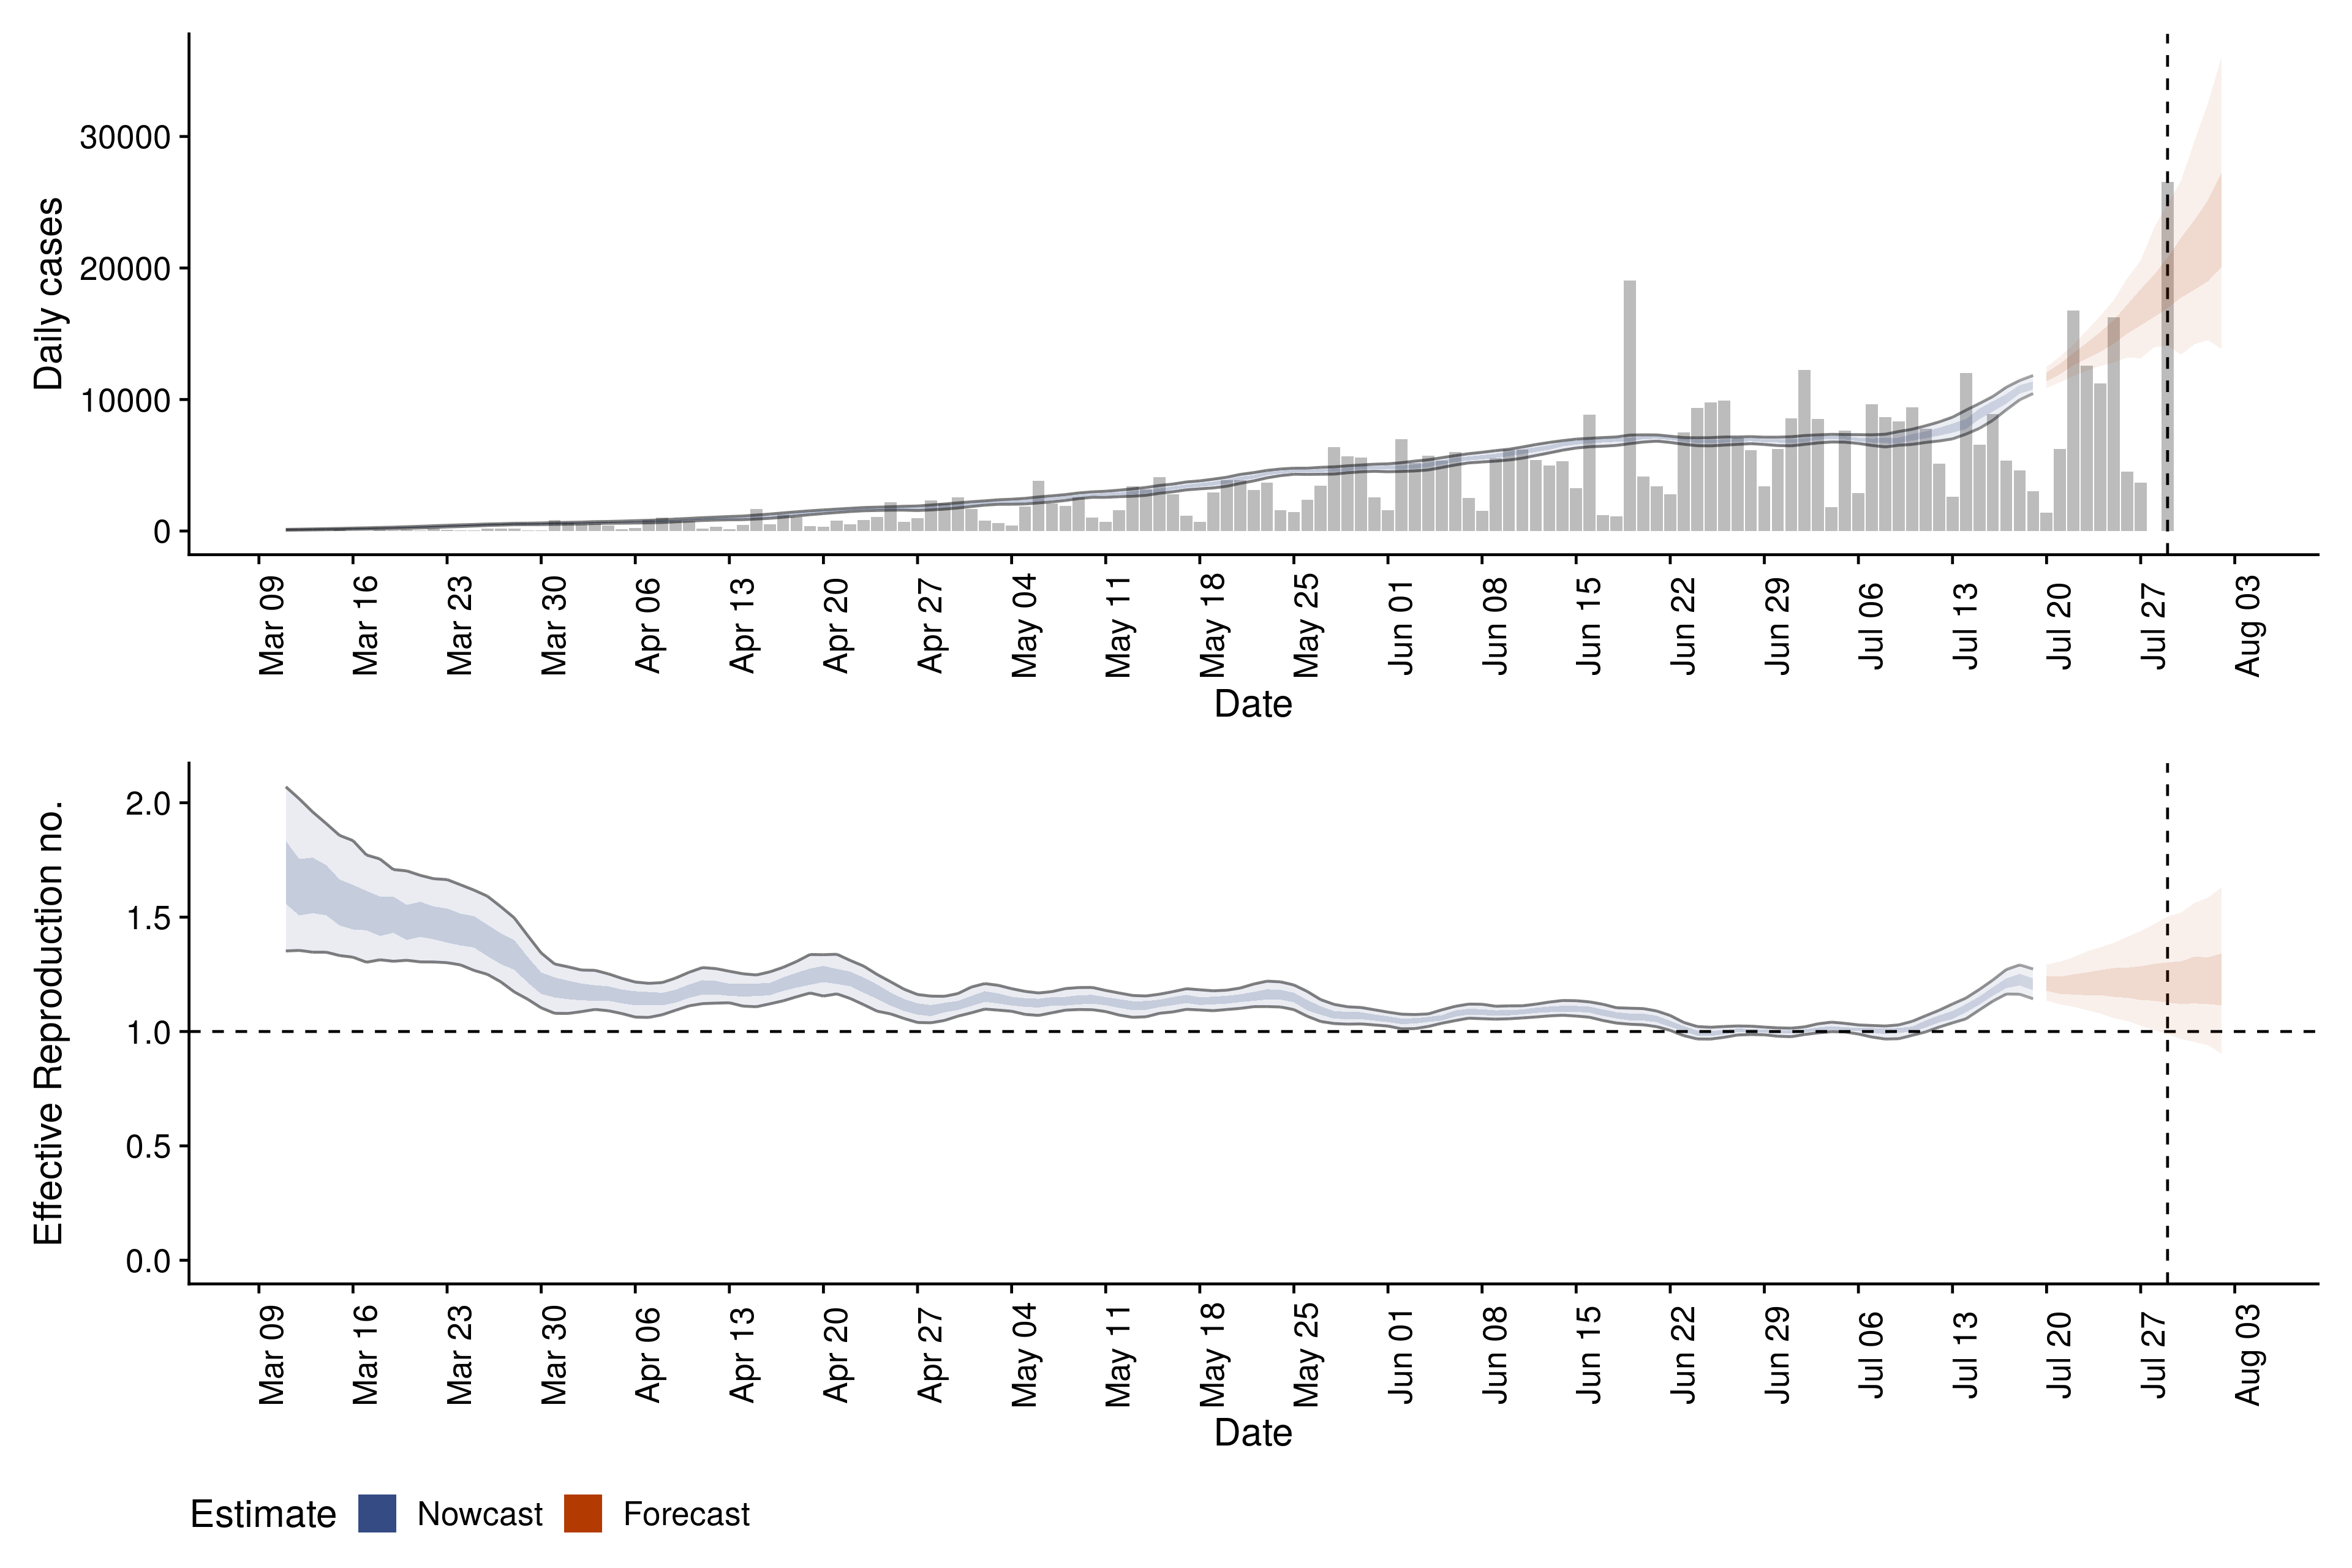 Daily cases
30000
20000
10000
0
Mar 09 Mar 16 Mar 23 Mar 30 Apr 06 Apr 13 Apr 20 Apr 27 May 04 May 11 May 18 May 25 Jun 01 Jun 08 Jun 15 Jun 22 Jun 29 Jul 06 Jul 13 Jul 20 Jul 27 Aug 03
Date
Effective Reproduction no.
2.0
1.5
1.0
0.5
0.0
Mar 09 Mar 16 Mar 23 Mar 30 Apr 06 Apr 13 Apr 20 Apr 27 May 04 May 11 May 18 May 25 Jun 01 Jun 08 Jun 15 Jun 22 Jun 29 Jul 06 Jul 13 Jul 20 Jul 27 Aug 03
Date
Estimate Nowcast Forecast